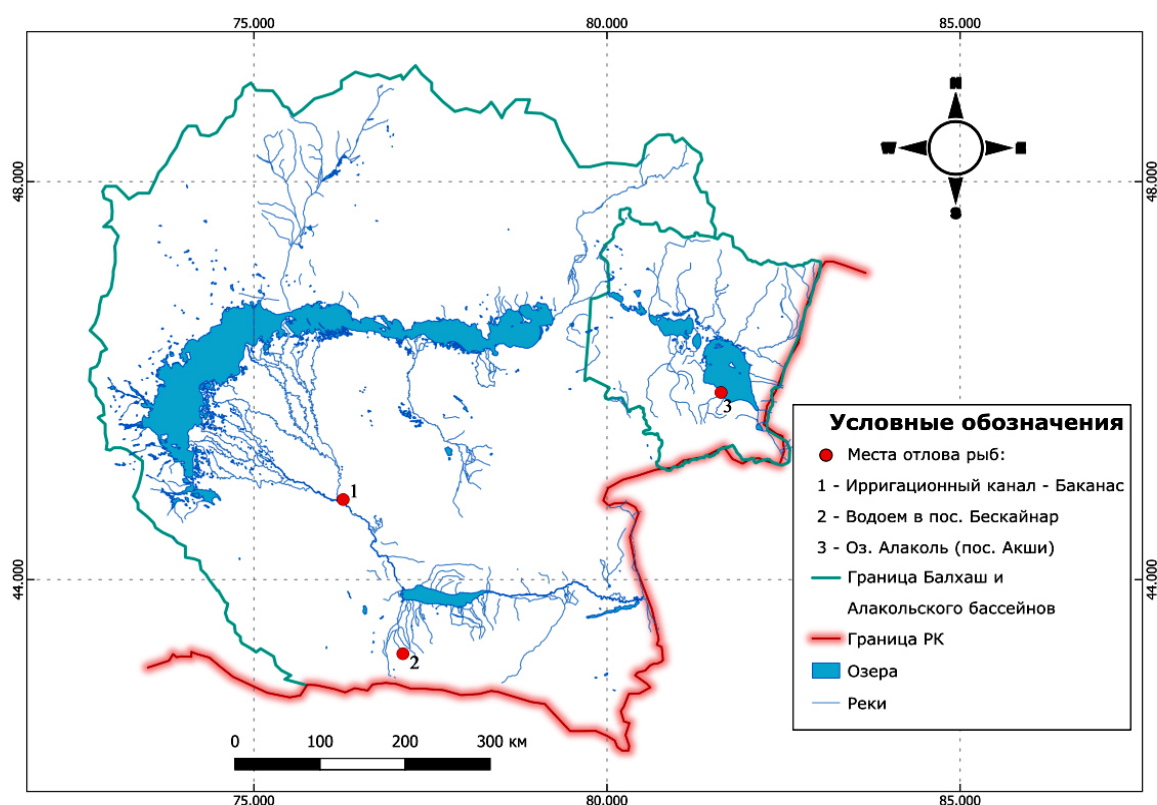 75.000
80.000
85.000
N
W
E
S
48.000
48.000
1
3
2
44.000
44.000
Условные обозначения
Места отлова рыб:
1 - Ирригационный канал - Баканас
2 - Водоем в пос. Бескайнар
3 - Оз. Алаколь (пос. Акши)
Граница Балхаш и
Алакольского бассейнов
Граница РК
Озера
Реки
0 100 200 300 км
75.000
80.000
85.000